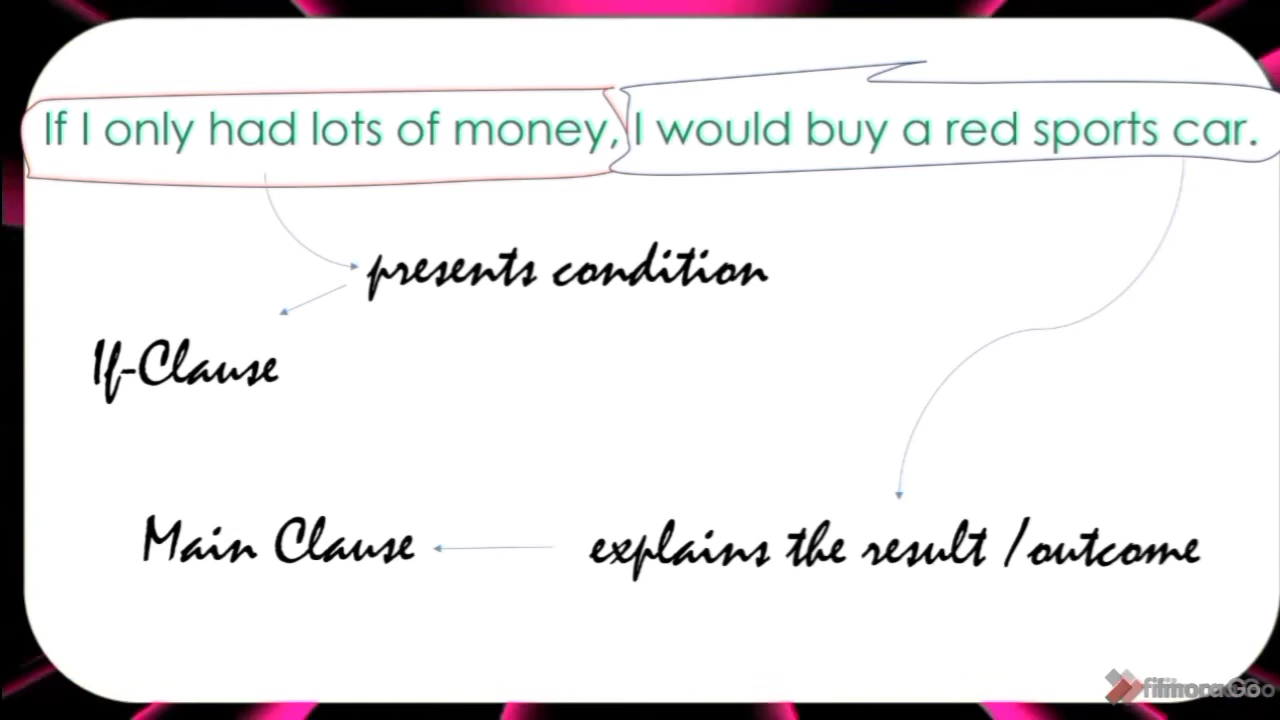 If I only had lots of money, I would buy a red sports car.
presents condition
If-Clause
Main Clause
explains the result /outcome
filmoraGo